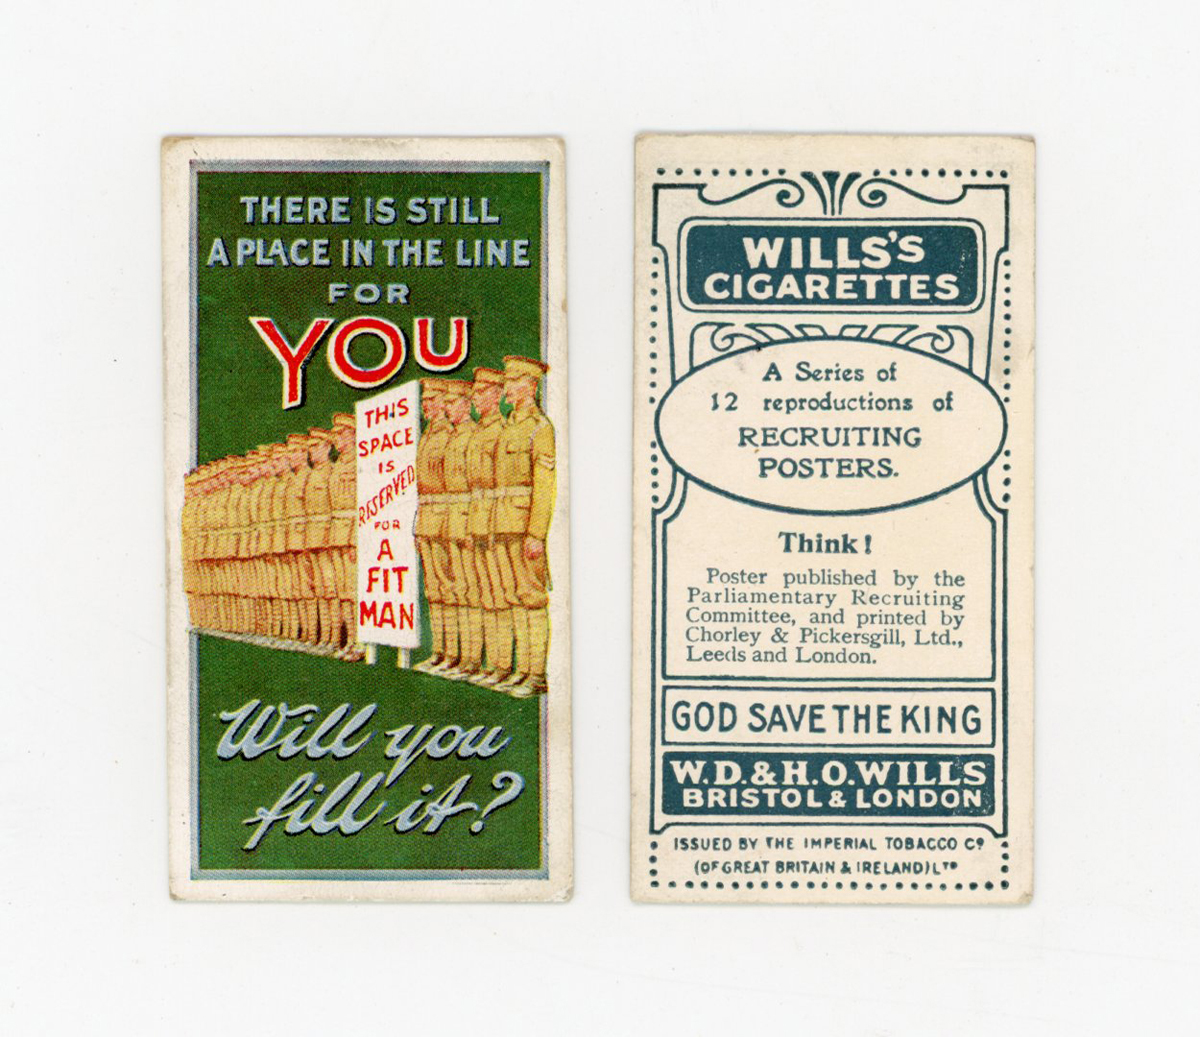 THERE IS STILL
A PLACE IN THE LINE
FOR
YOU
THIS
SPACE
IS
RESERVED
FOR
A
FIT
MAN
Will you
fill it?
WILLS'S
CIGARETTES
A Series of
12 reproductions of
RECRUITING
POSTERS.
Think!
Poster published by the
Parliamentary Recruiting
Committee, and printed by
Chorley & Pickersgill, Ltd.,
Leeds and London.
GOD SAVE THE KING
W.D. & H.O. WILLS
BRISTOL & LONDON
ISSUED BY THE IMPERIAL TOBACCO Cº
(OF GREAT BRITAIN & IRELAND) Lᵀᴰ